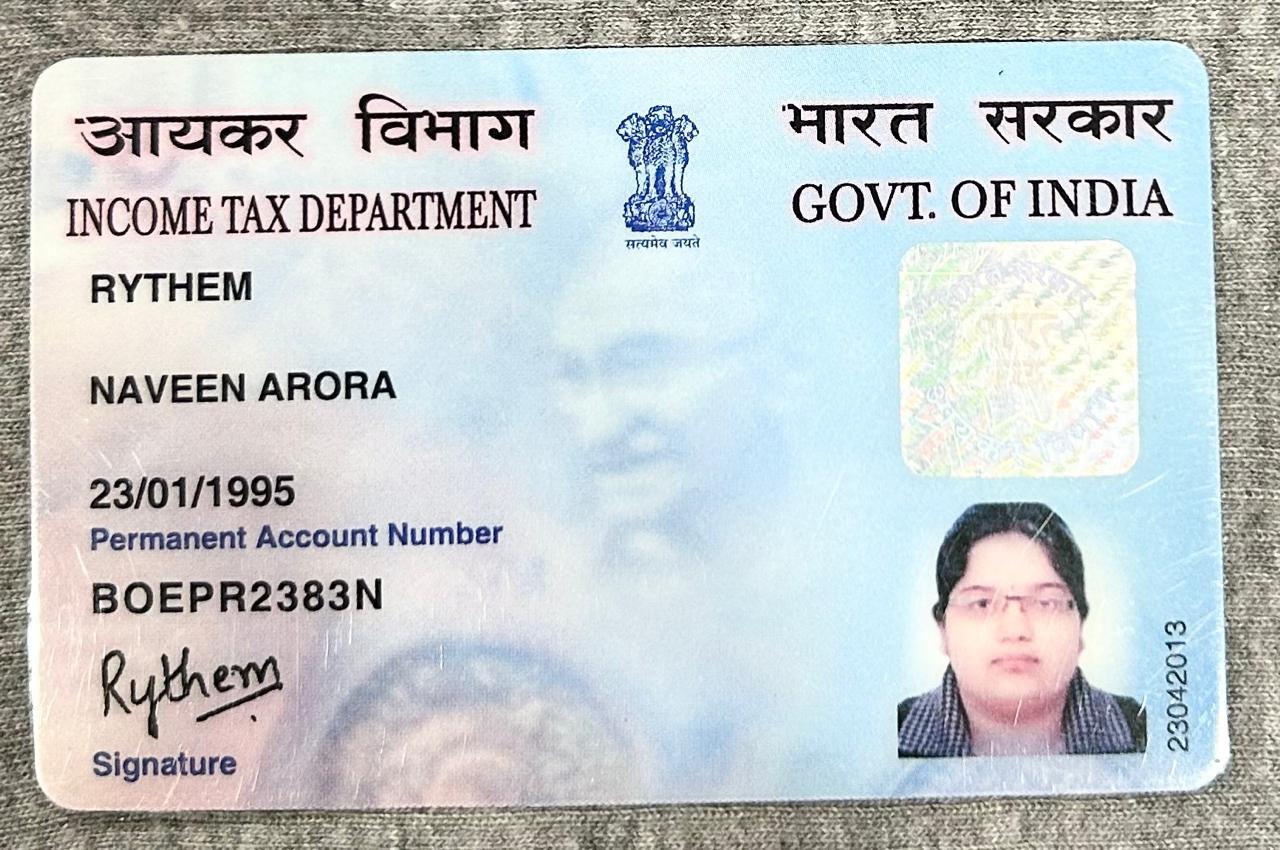 आयकर विभाग
INCOME TAX DEPARTMENT
सत्यमेव जयते
भारत सरकार
GOVT. OF INDIA
RYTHEM
NAVEEN ARORA
23/01/1995
Permanent Account Number
BOEPR2383N
Rythem
Signature
भारत
23042013